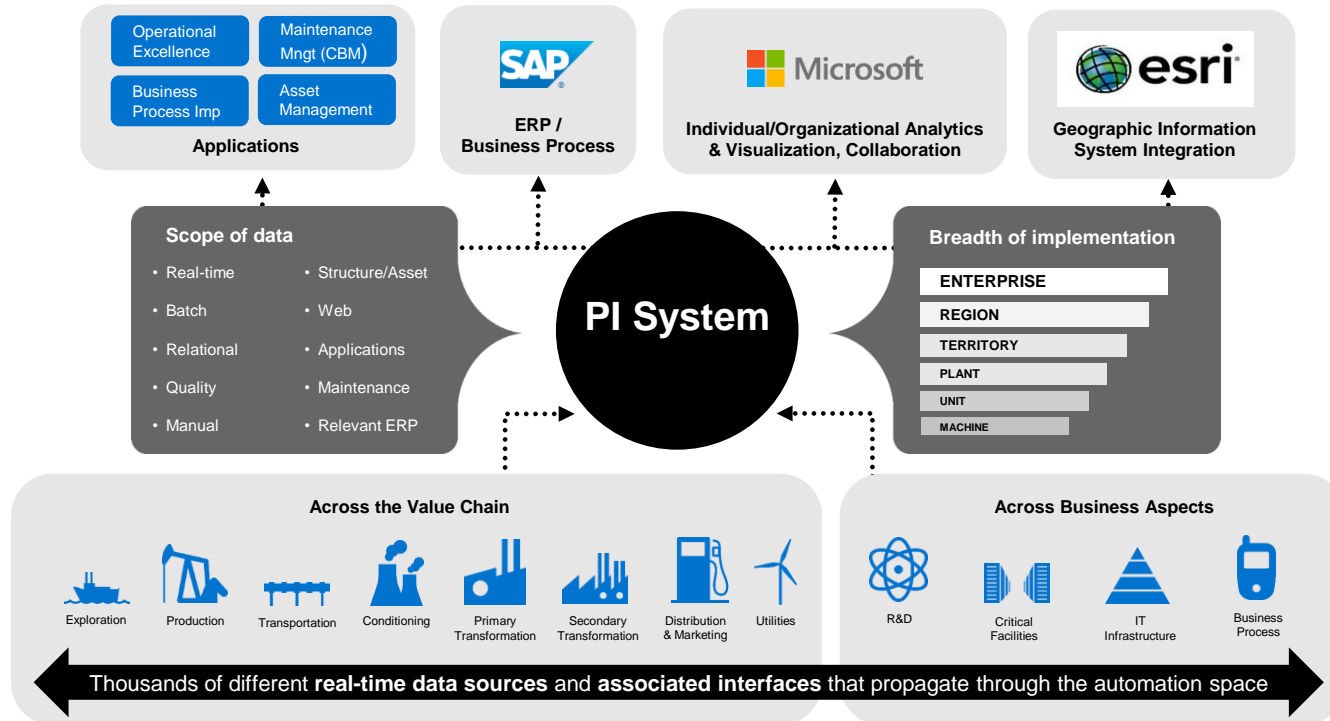 Operational
Excellence
Maintenance
Mngt (CBM)
Business
Process Imp
Asset
Management
Applications
SAP
®
ERP /
Business Process
Microsoft
Individual/Organizational Analytics
& Visualization, Collaboration
esri
Geographic Information
System Integration
Scope of data
• Real-time
• Batch
• Relational
• Quality
• Manual
• Structure/Asset
• Web
• Applications
• Maintenance
• Relevant ERP
PI System
Breadth of implementation
ENTERPRISE
REGION
TERRITORY
PLANT
UNIT
MACHINE
Across the Value Chain
Exploration
Production
Transportation
Conditioning
Primary
Transformation
Secondary
Transformation
Distribution
& Marketing
Utilities
Across Business Aspects
R&D
Critical
Facilities
IT
Infrastructure
Business
Process
Thousands of different real-time data sources and associated interfaces that propagate through the automation space